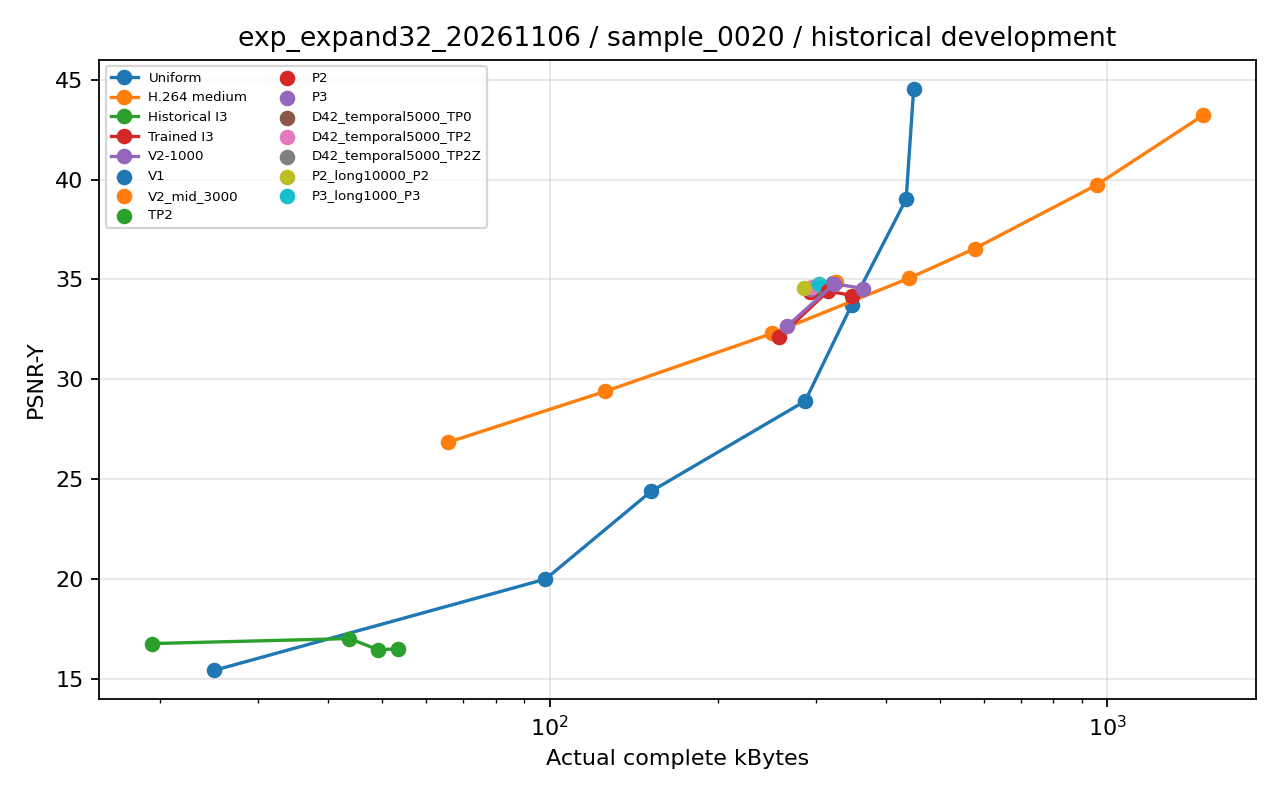 exp_expand32_20261106 / sample_0020 / historical development
Uniform
H.264 medium
Historical I3
Trained I3
V2-1000
V1
V2_mid_3000
TP2
P2
P3
D42_temporal5000_TP0
D42_temporal5000_TP2
D42_temporal5000_TP2Z
P2_long10000_P2
P3_long1000_P3
45
40
35
30
25
20
15
PSNR-Y
10²
10³
Actual complete kBytes